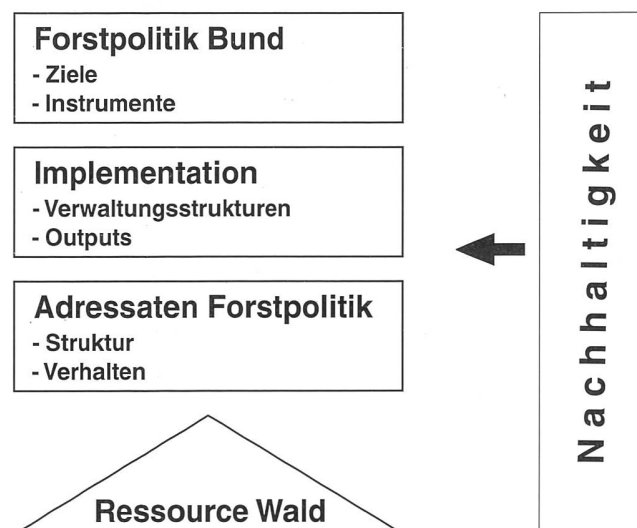 Forstpolitik Bund
- Ziele
- Instrumente
Implementation
- Verwaltungsstrukturen
- Outputs
Adressaten Forstpolitik
- Struktur
- Verhalten
Ressource Wald
Nachhaltigkeit